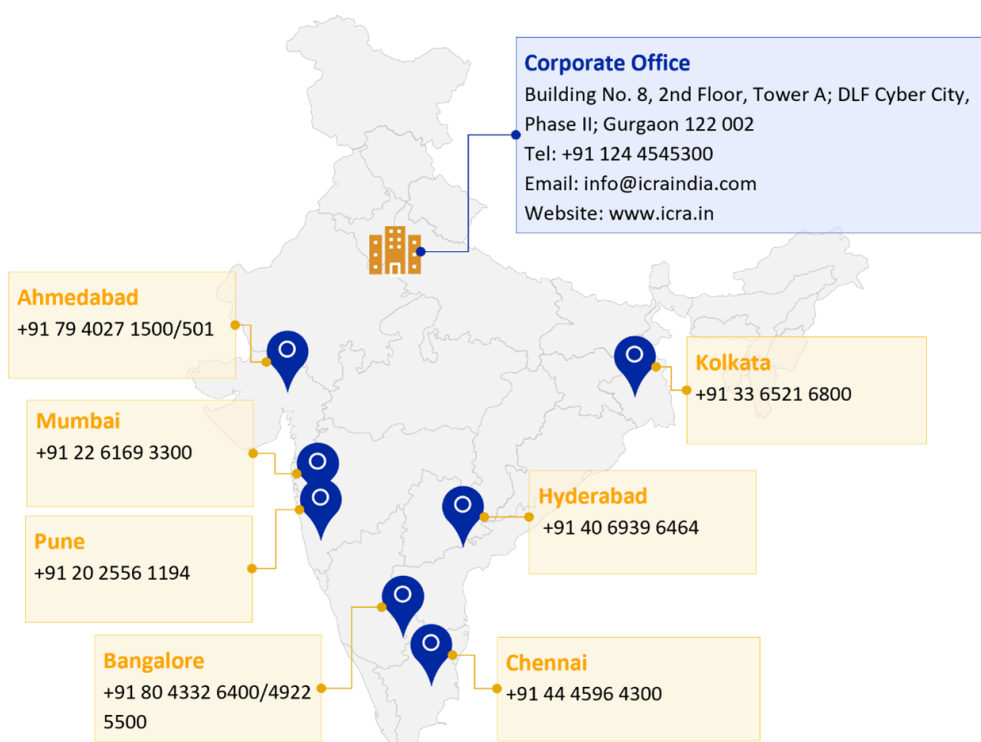 Corporate Office
Building No. 8, 2nd Floor, Tower A; DLF Cyber City,
Phase II; Gurgaon 122 002
Tel: +91 124 4545300
Email: info@icraindia.com
Website: www.icra.in
Ahmedabad
+91 79 4027 1500/501
Kolkata
+91 33 6521 6800
Mumbai
+91 22 6169 3300
Hyderabad
+91 40 6939 6464
Pune
+91 20 2556 1194
Bangalore
+91 80 4332 6400/4922
5500
Chennai
+91 44 4596 4300